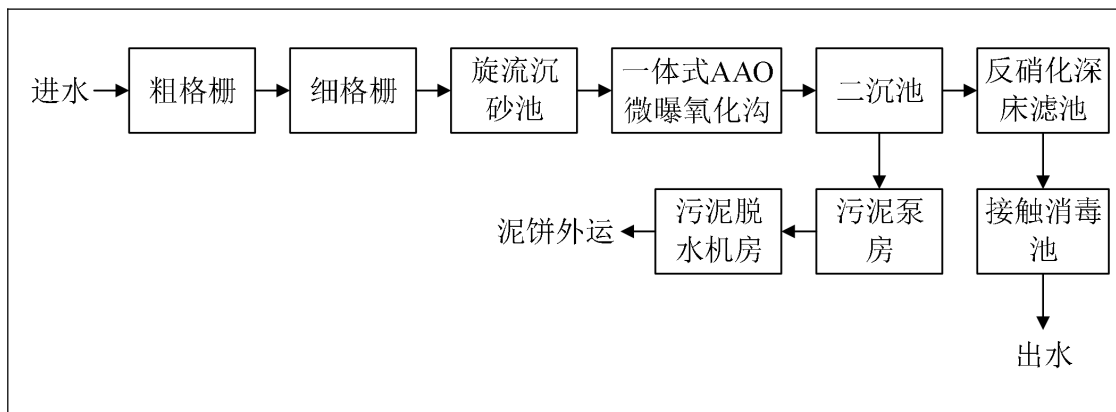 进水
粗格栅
细格栅
旋流沉
砂池
一体式AAO
微曝氧化沟
二沉池
反硝化深
床滤池
泥饼外运
污泥脱
水机房
污泥泵
房
接触消毒
池
出水